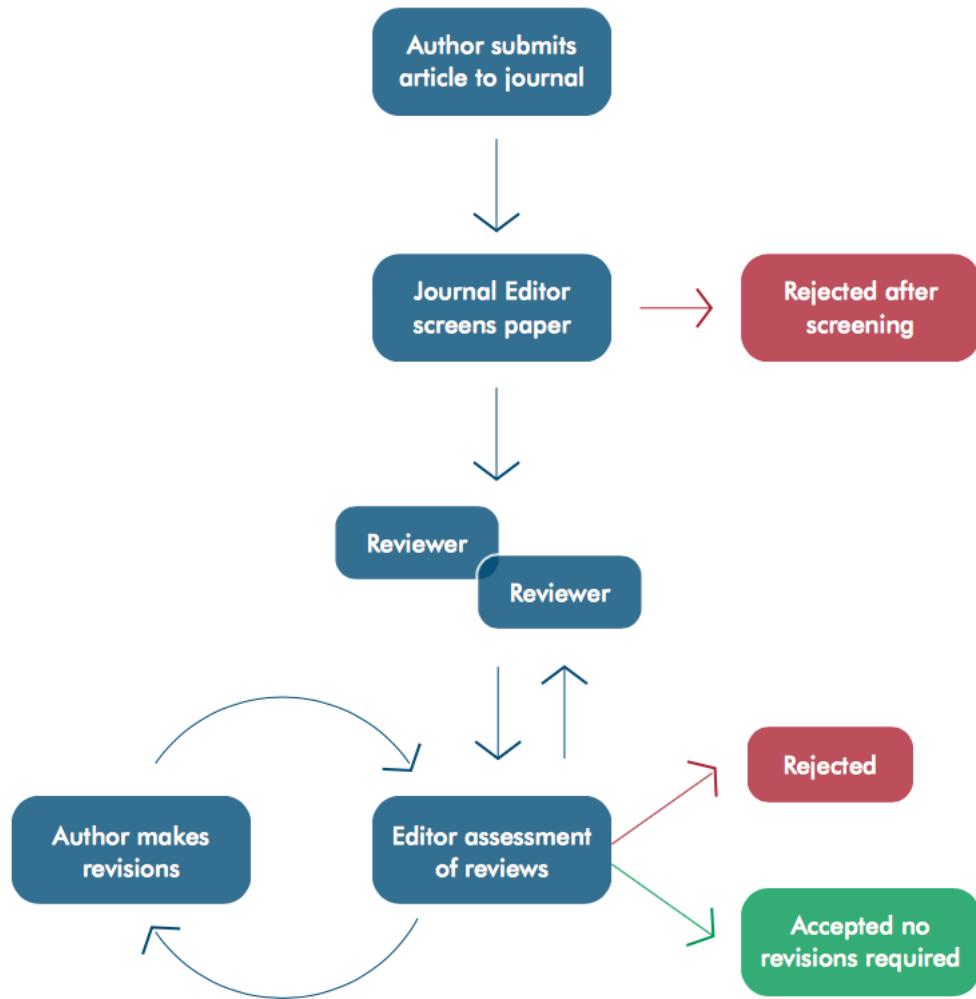 Author submits
article to journal
Journal Editor
screens paper
Rejected after
screening
Reviewer
Reviewer
Rejected
Author makes
revisions
Editor assessment
of reviews
Accepted no
revisions required